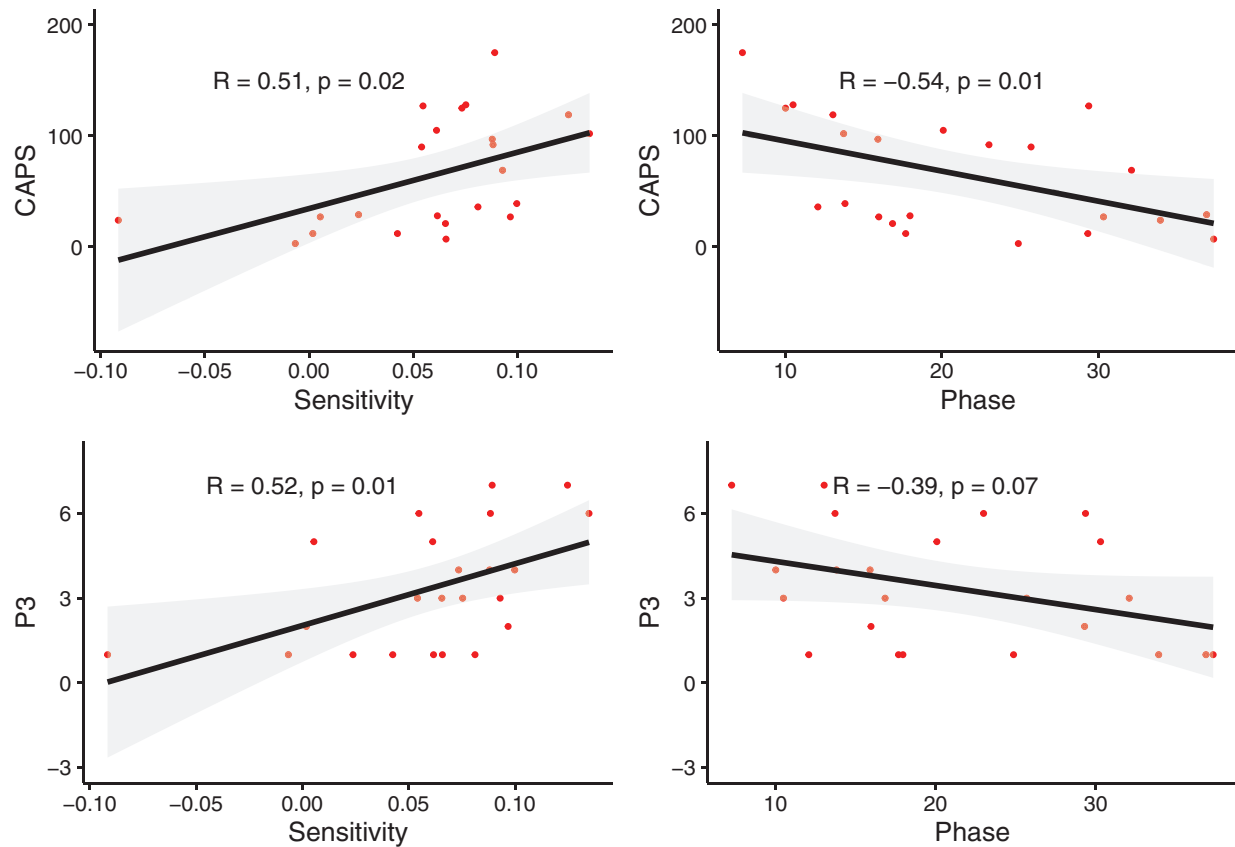 200
R = 0.51, p = 0.02
100
CAPS
0
−0.10 −0.05 0.00 0.05 0.10
Sensitivity
200
R = −0.54, p = 0.01
100
CAPS
0
10 20 30
Phase
R = 0.52, p = 0.01
6
3
P3
0
−3
−0.10 −0.05 0.00 0.05 0.10
Sensitivity
R = −0.39, p = 0.07
6
3
P3
0
−3
10 20 30
Phase